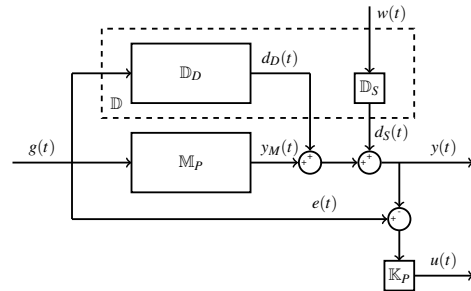 w(t)
𝔻_D
d_D(t)
𝔻_S
𝔻
d_S(t)
g(t)
𝕄_P
y_M(t)
+
+
+
+
y(t)
e(t)
+
-
𝕂_P
u(t)